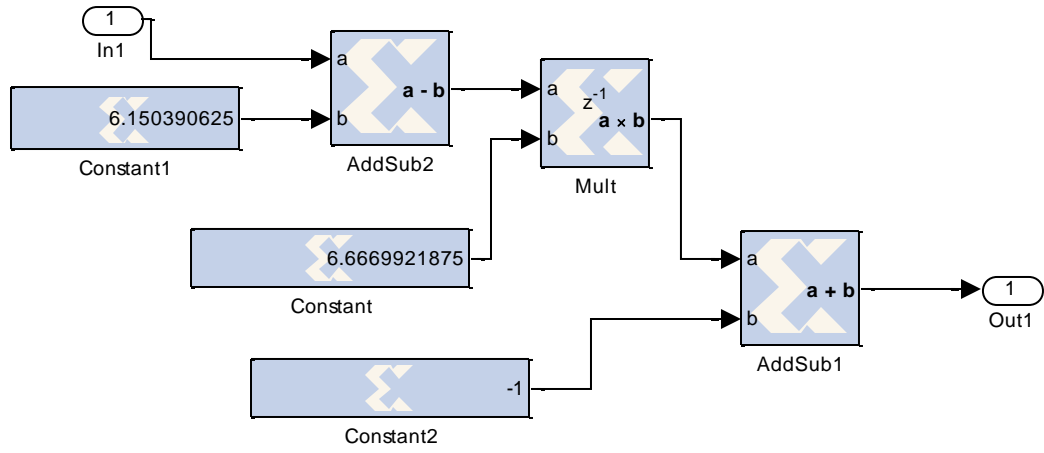 1
In1
a
b
a - b
AddSub2
6.150390625
Constant1
a
b
z-1
a × b
Mult
6.6669921875
Constant
a
b
a + b
AddSub1
1
Out1
-1
Constant2